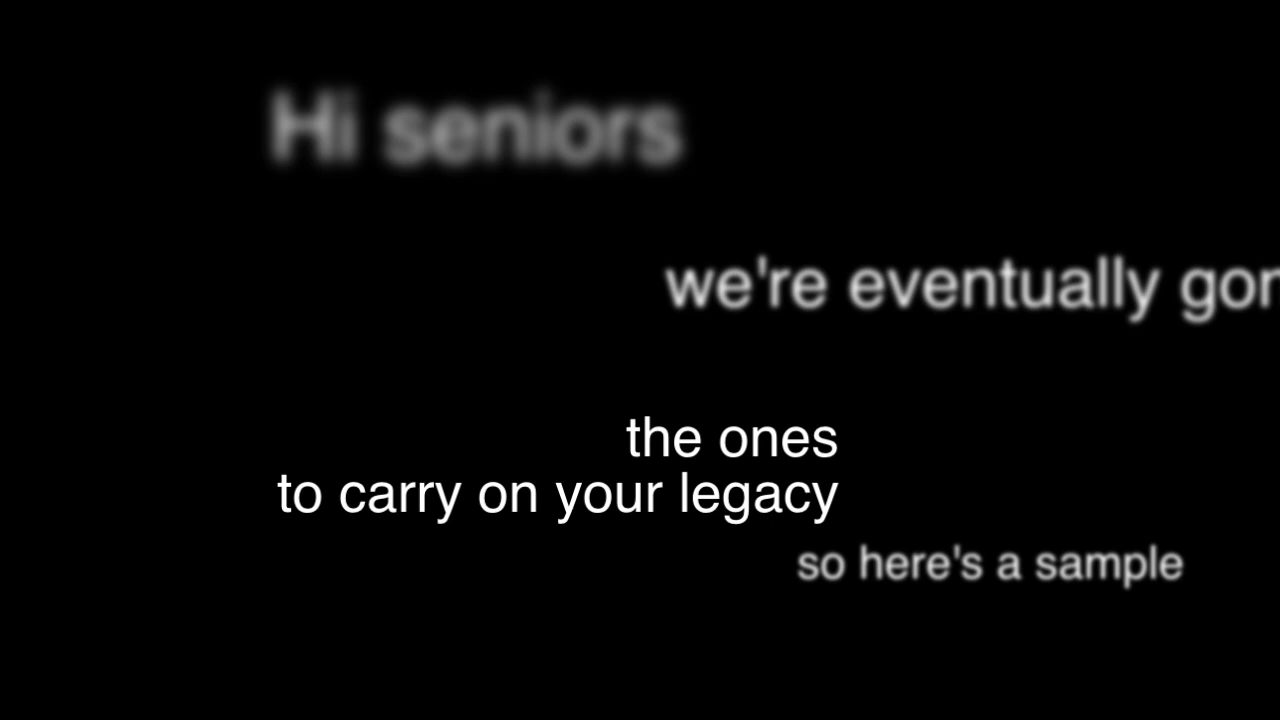 Hi seniors
we're eventually
the ones
to carry on your legacy
so here's a sample